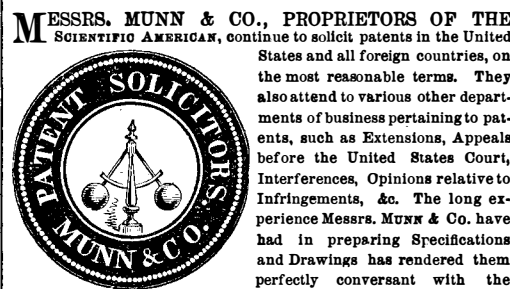 MESSRS. MUNN & CO., PROPRIETORS OF THE
SCIENTIFIC AMERICAN, continue to solicit patents in the United
States and all foreign countries, on
the most reasonable terms. They
also attend to various other depart-
ments of business pertaining to pat-
ents, such as Extensions, Appeals
before the United States Court,
Interferences, Opinions relative to
Infringements, &c. The long ex-
perience Messrs. MUNN & CO. have
had in preparing Specifications
and Drawings has rendered them
perfectly conversant with the
PATENT SOLICITORS.
MUNN & CO.